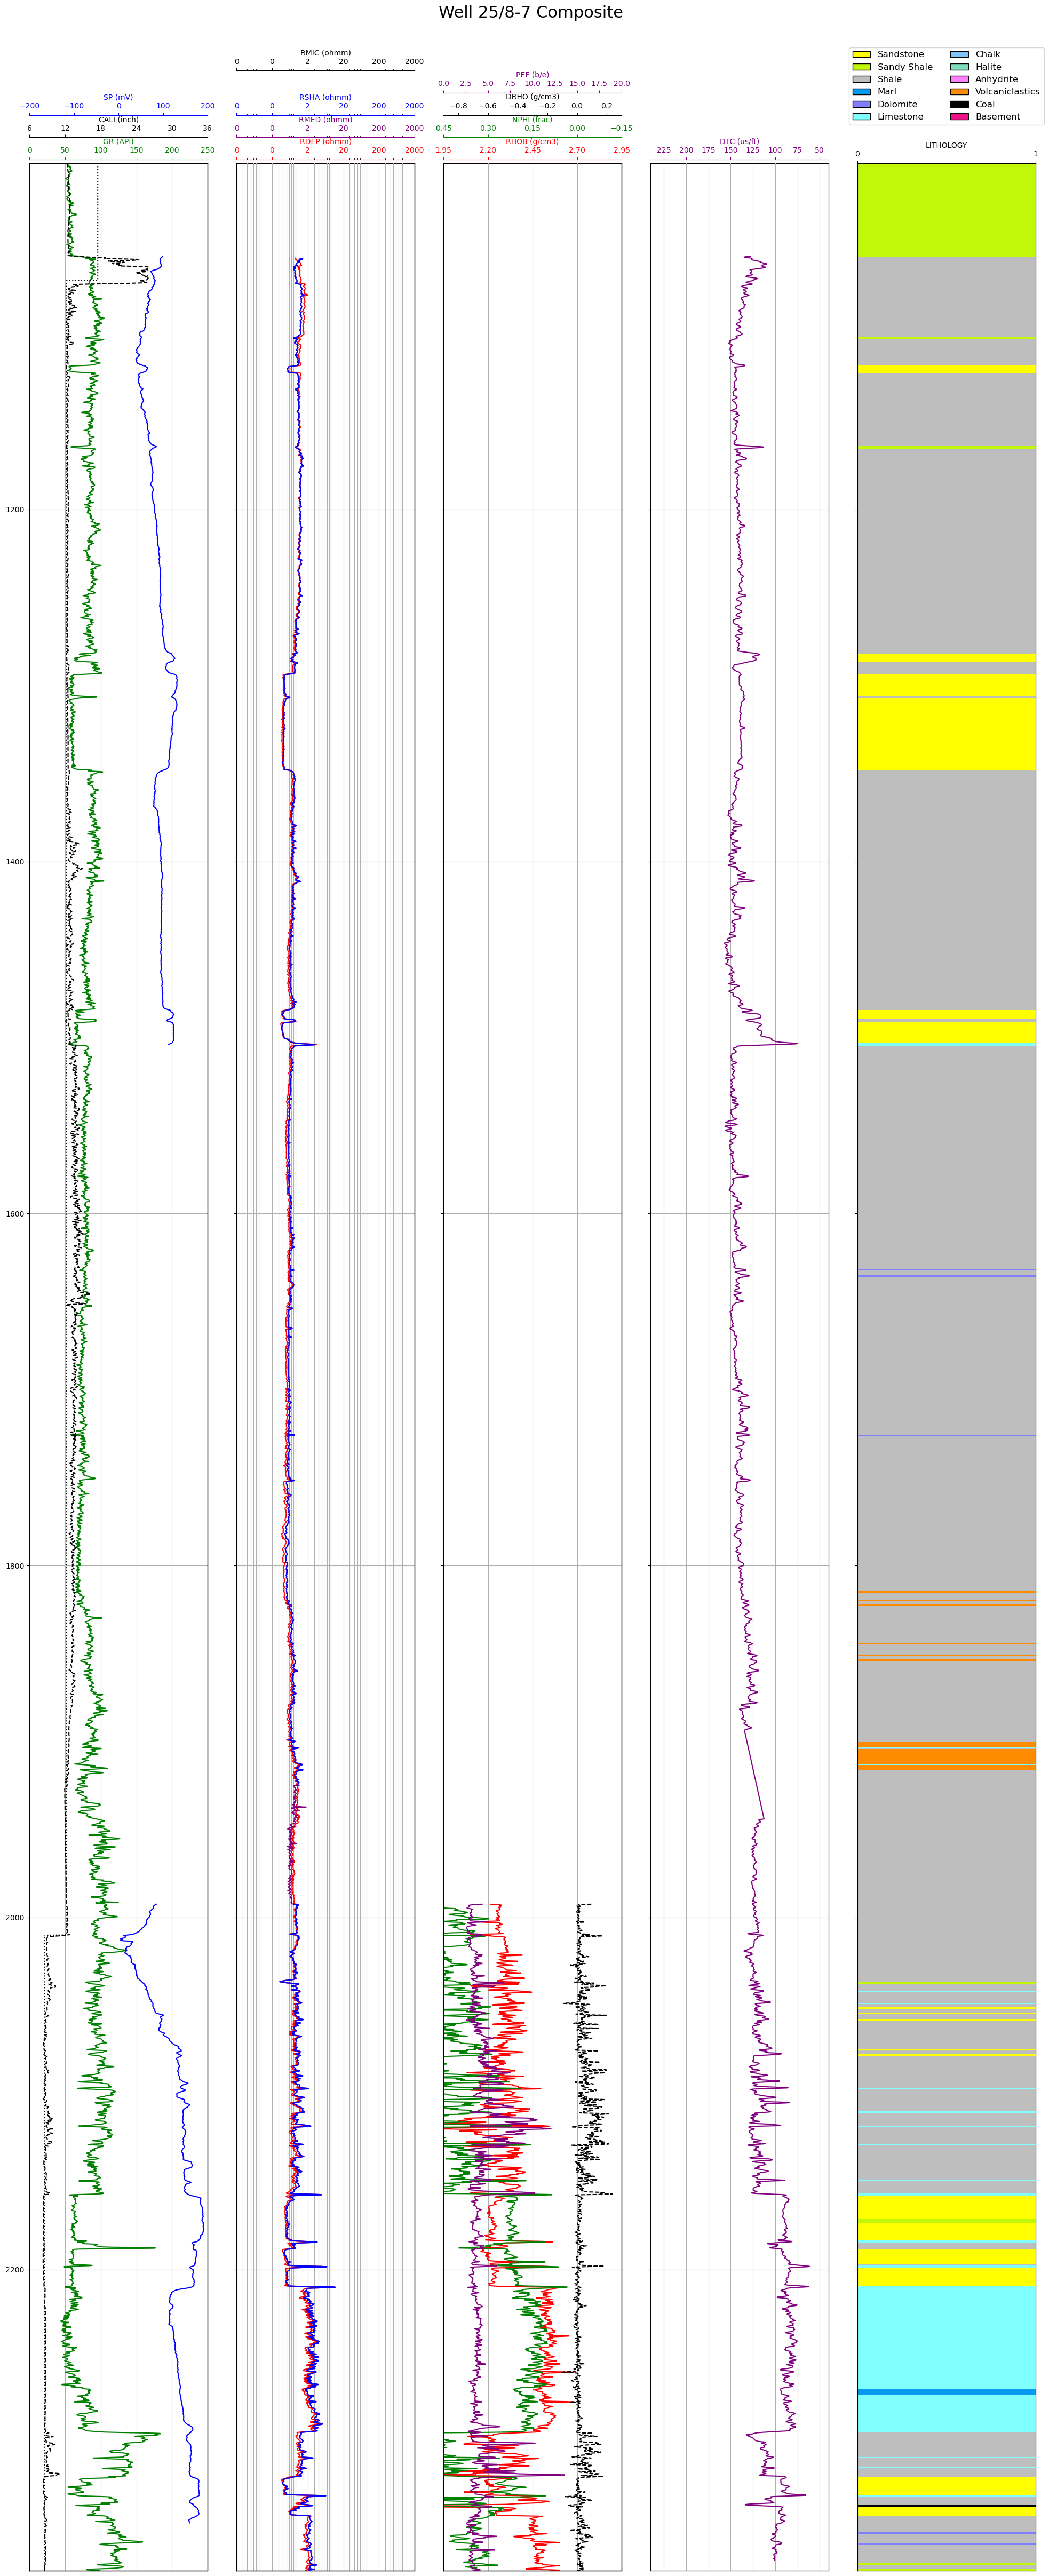 Well 25/8-7 Composite
RMIC (ohmm)
0 0 2 20 200 2000
Sandstone Chalk
Sandy Shale Halite
Shale Anhydrite
Marl Volcaniclastics
Dolomite Coal
Limestone Basement
PEF (b/e)
0.0 2.5 5.0 7.5 10.0 12.5 15.0 17.5 20.0
SP (mV) RSHA (ohmm) DRHO (g/cm3)
−200 −100 0 100 200 0 0 2 20 200 2000 −0.8 −0.6 −0.4 −0.2 0.0 0.2
CALI (inch) RMED (ohmm) NPHI (frac)
6 12 18 24 30 36 0 0 2 20 200 2000 0.45 0.30 0.15 0.00 −0.15
GR (API) RDEP (ohmm) RHOB (g/cm3) DTC (us/ft) LITHOLOGY
0 50 100 150 200 250 0 0 2 20 200 2000 1.95 2.20 2.45 2.70 2.95 225 200 175 150 125 100 75 50 0 1
1200
1400
1600
1800
2000
2200